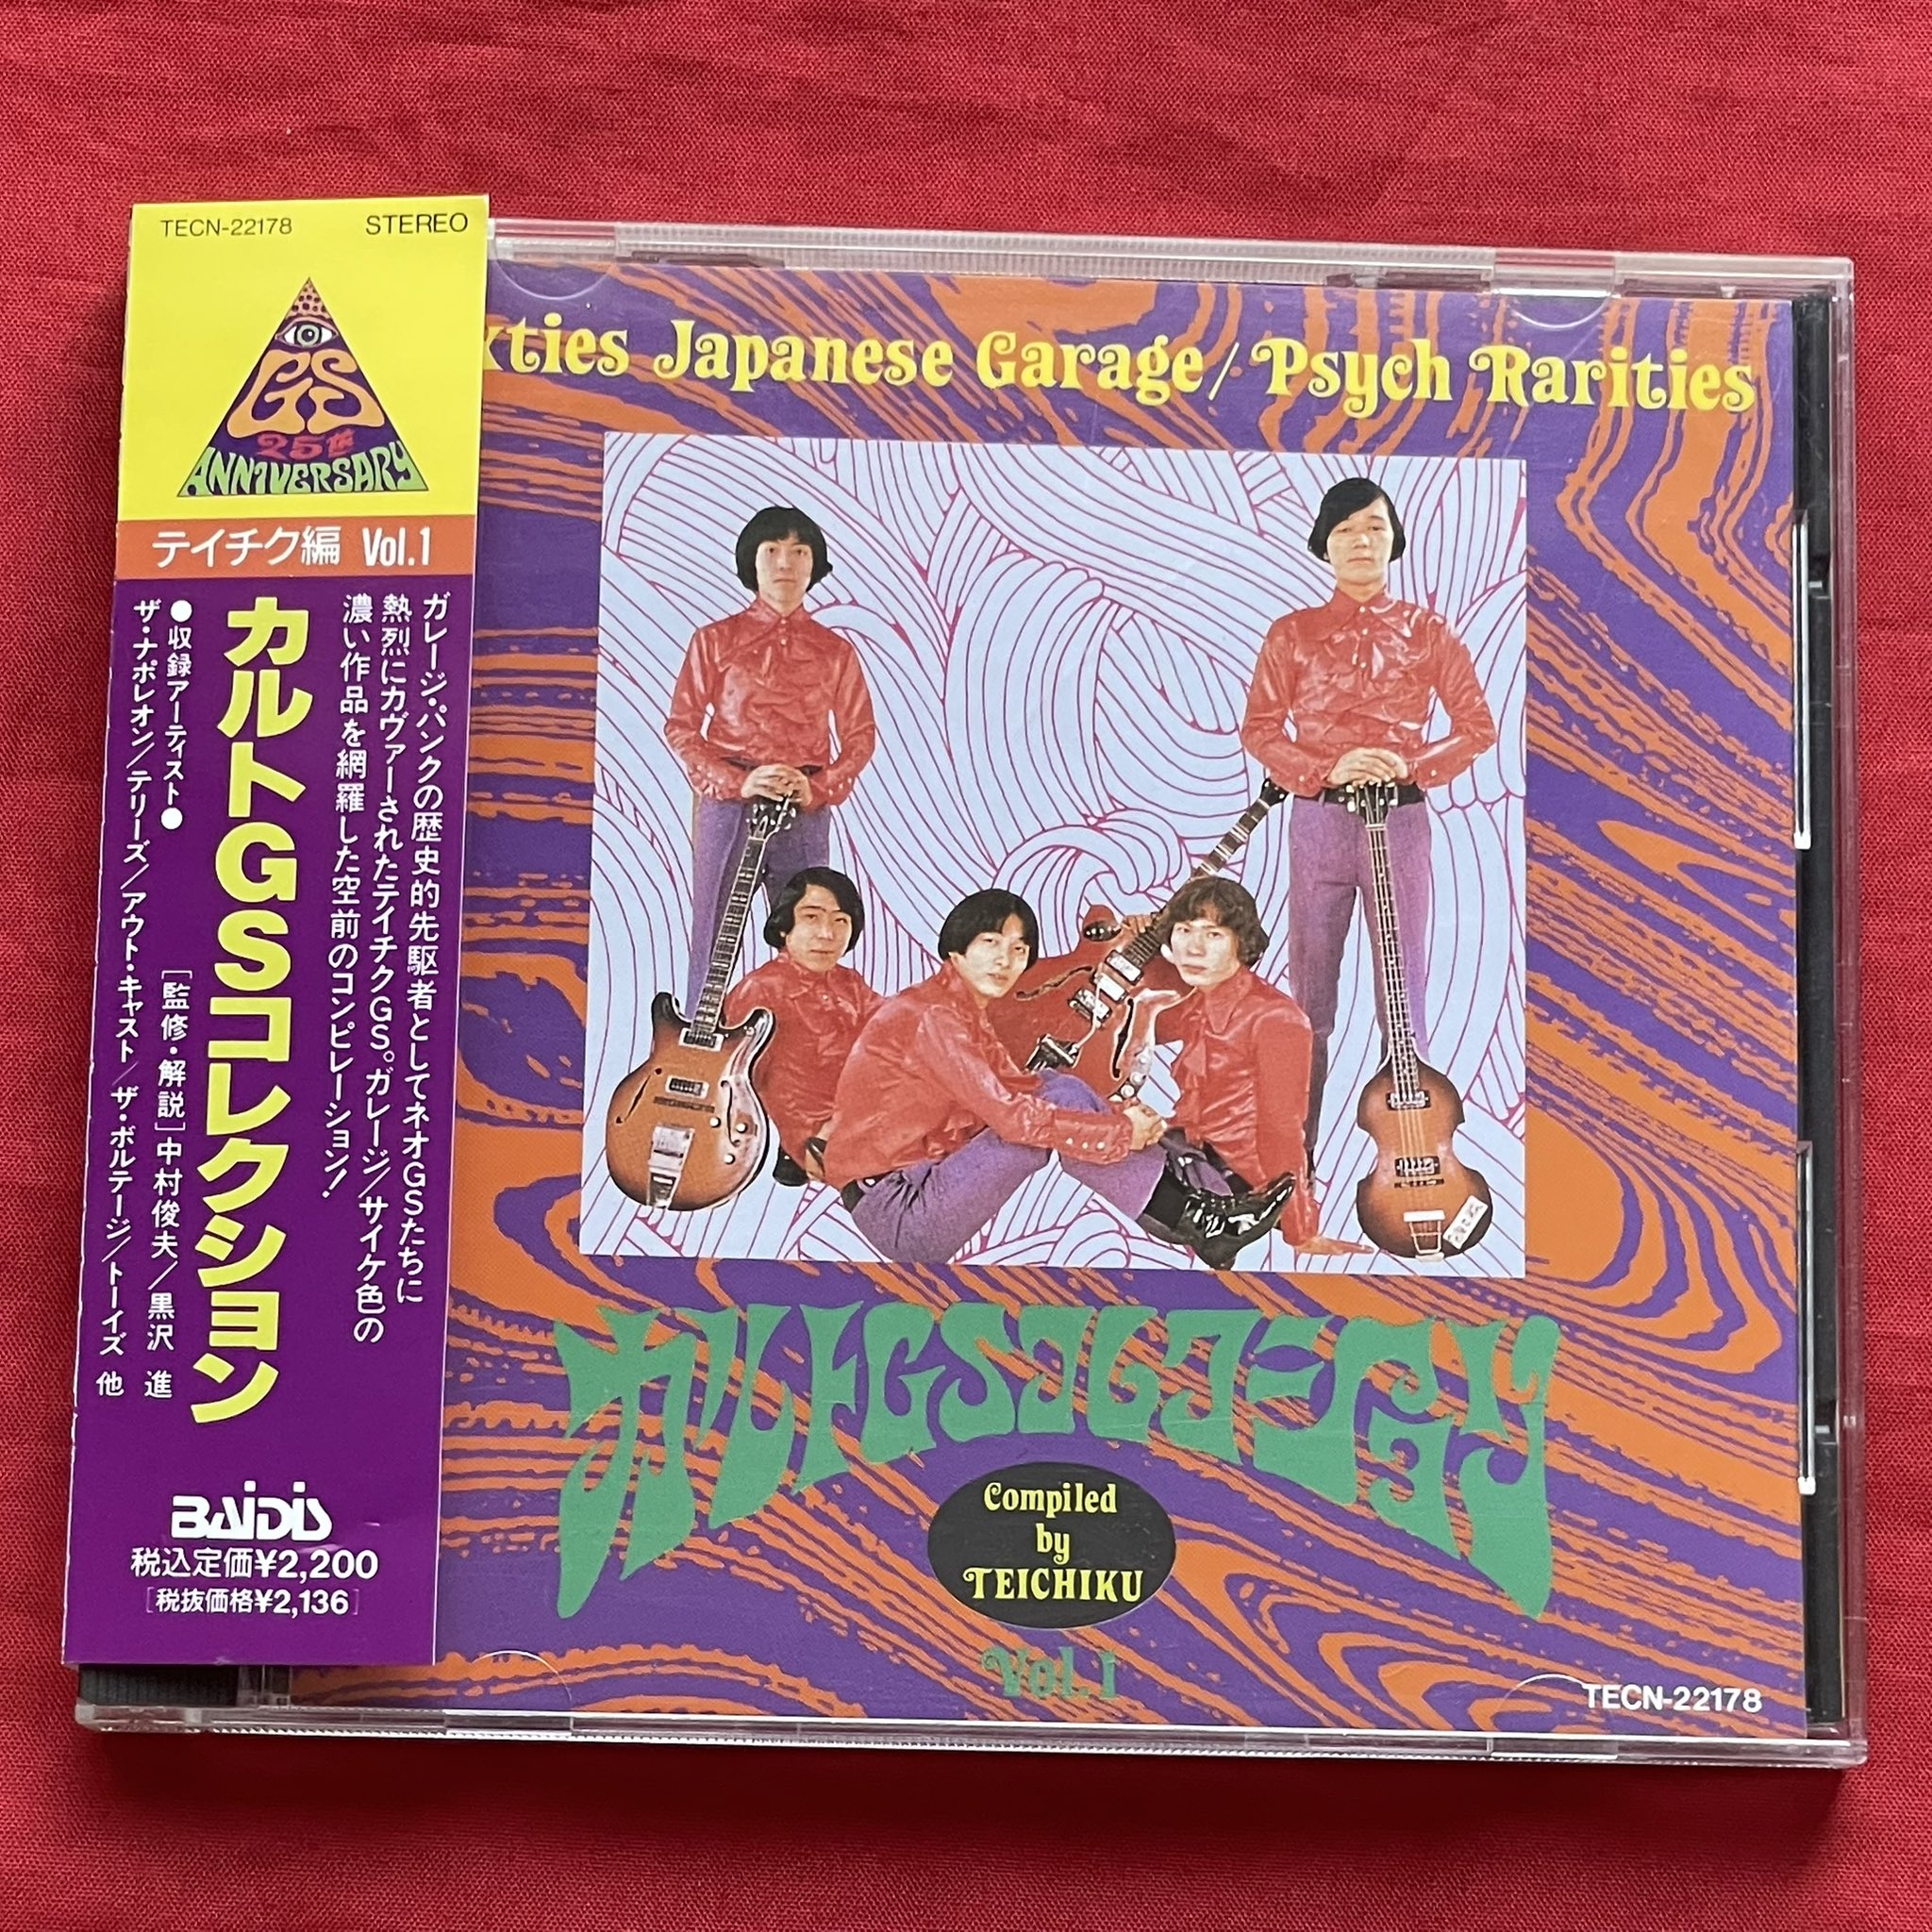 TECN-22178 STEREO
GS
25th
ANNIVERSARY
テイチク編 Vol.1
ガレージ・パンクの歴史的先駆者としてネオGSたちに
熱烈にカヴァーされたテイチクGS。ガレージ/サイケ色の
濃い作品を網羅した空前のコンピレーション!
カルトGSコレクション
[監修・解説]中村俊夫/黒沢 進
●収録アーティスト●
ザ・ナポレオン/テリーズ/アウト・キャスト/ザ・ボルテージ/トーイズ 他
BAiDiS
税込定価¥2,200
[税抜価格¥2,136]
xties Japanese Garage/Psych Rarities
カルトGSコレクション
Compiled
by
TEICHIKU
Vol.1
TECN-22178